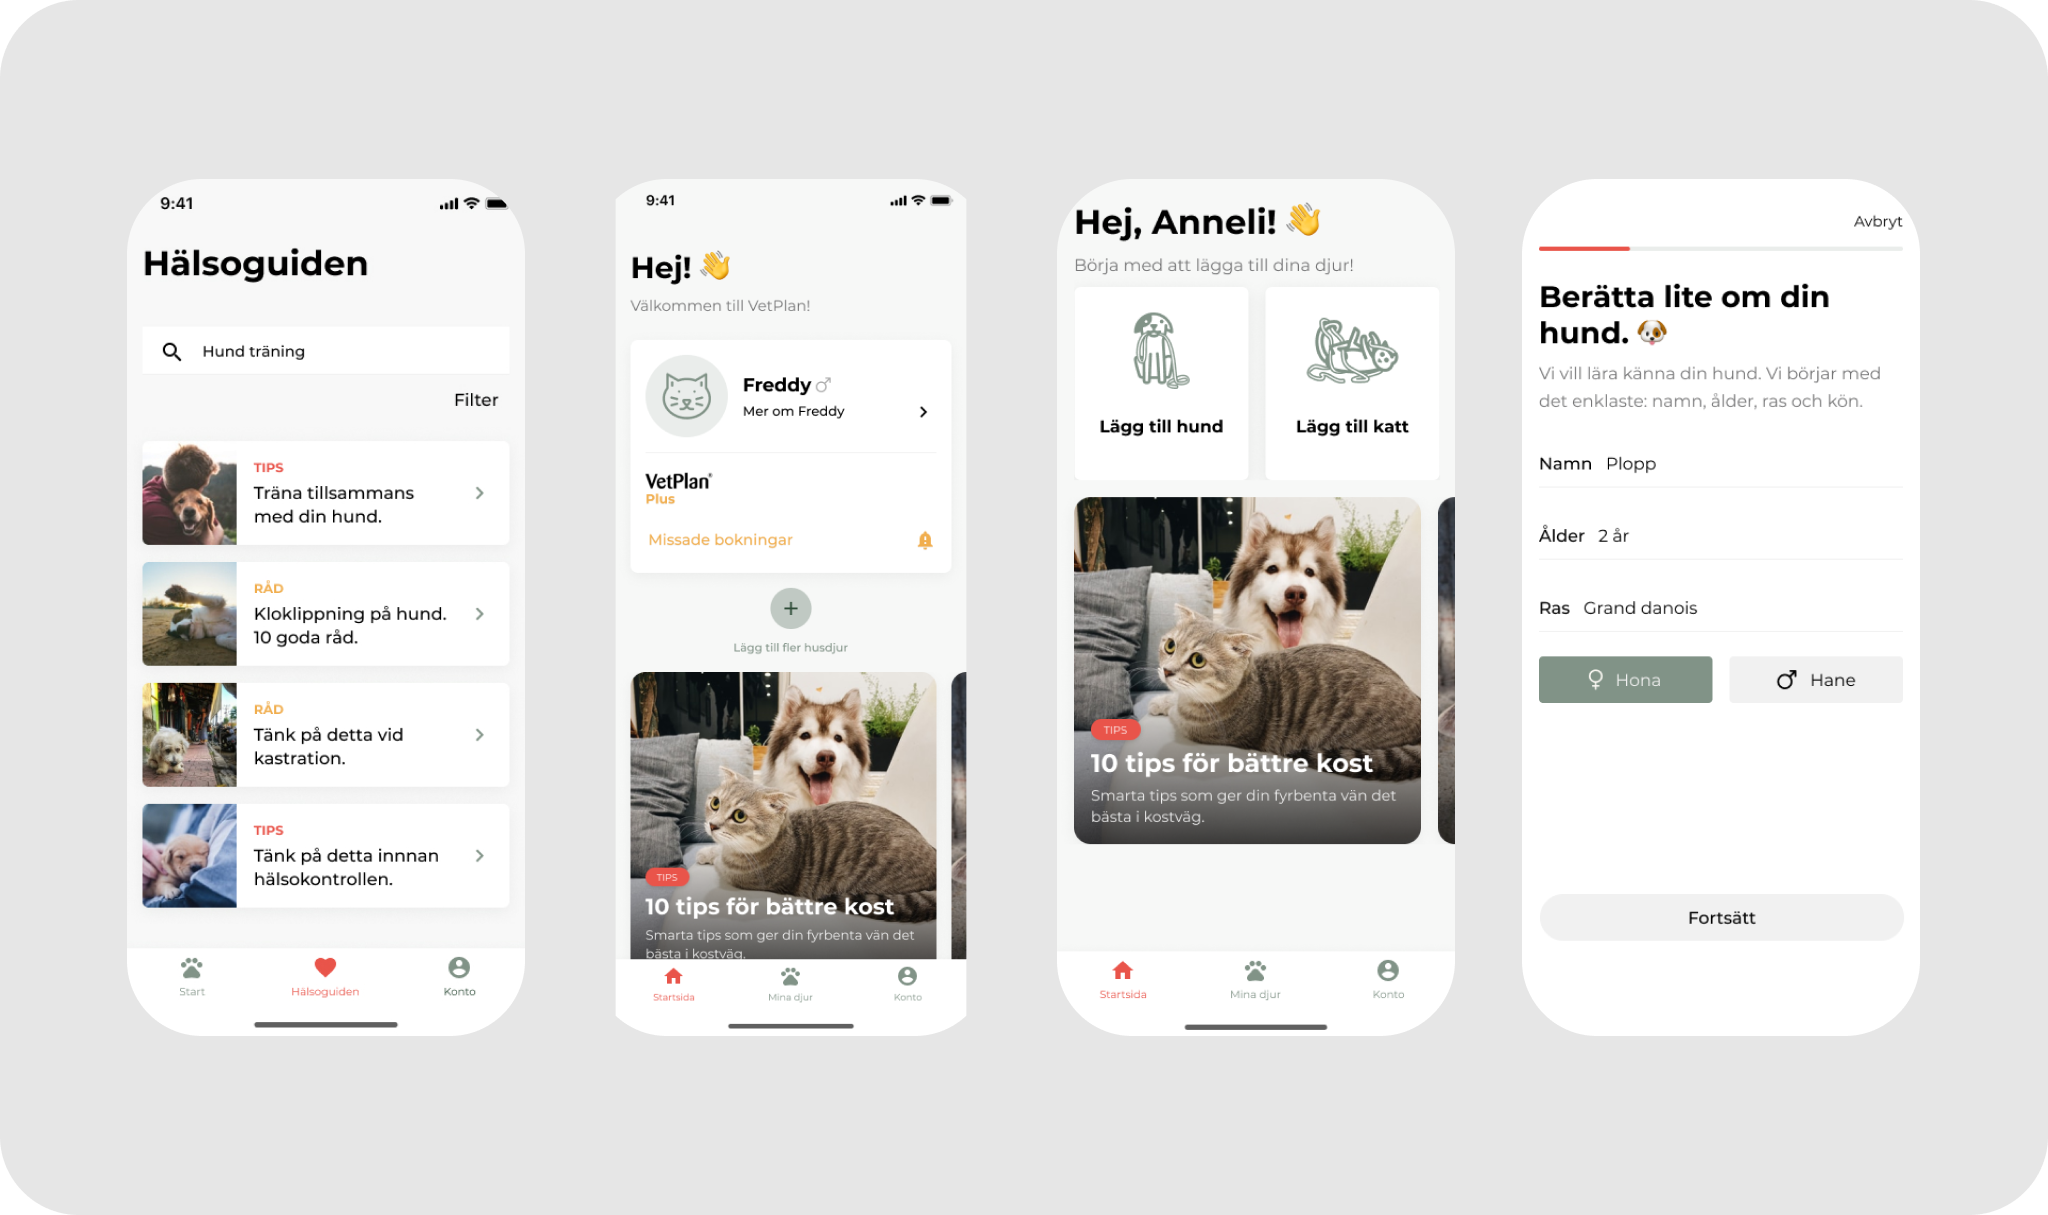 9:41
Hälsoguiden
Hund träning
Filter
TIPS
Träna tillsammans
med din hund.
RÅD
Kloklippning på hund.
10 goda råd.
RÅD
Tänk på detta vid
kastration.
TIPS
Tänk på detta innnan
hälsokontrollen.
Start
Hälsoguiden
Konto
9:41
Hej! 👋
Välkommen till VetPlan!
Freddy ♂
Mer om Freddy
VetPlan®
Plus
Missade bokningar
Lägg till fler husdjur
TIPS
10 tips för bättre kost
Smarta tips som ger din fyrbenta vän det
bästa i kostväg.
Startsida
Mina djur
Konto
Hej, Anneli! 👋
Börja med att lägga till dina djur!
Lägg till hund
Lägg till katt
TIPS
10 tips för bättre kost
Smarta tips som ger din fyrbenta vän det
bästa i kostväg.
Startsida
Mina djur
Konto
Avbryt
Berätta lite om din
hund. 🐶
Vi vill lära känna din hund. Vi börjar med
det enklaste: namn, ålder, ras och kön.
Namn Plopp
Ålder 2 år
Ras Grand danois
♀ Hona
♂ Hane
Fortsätt